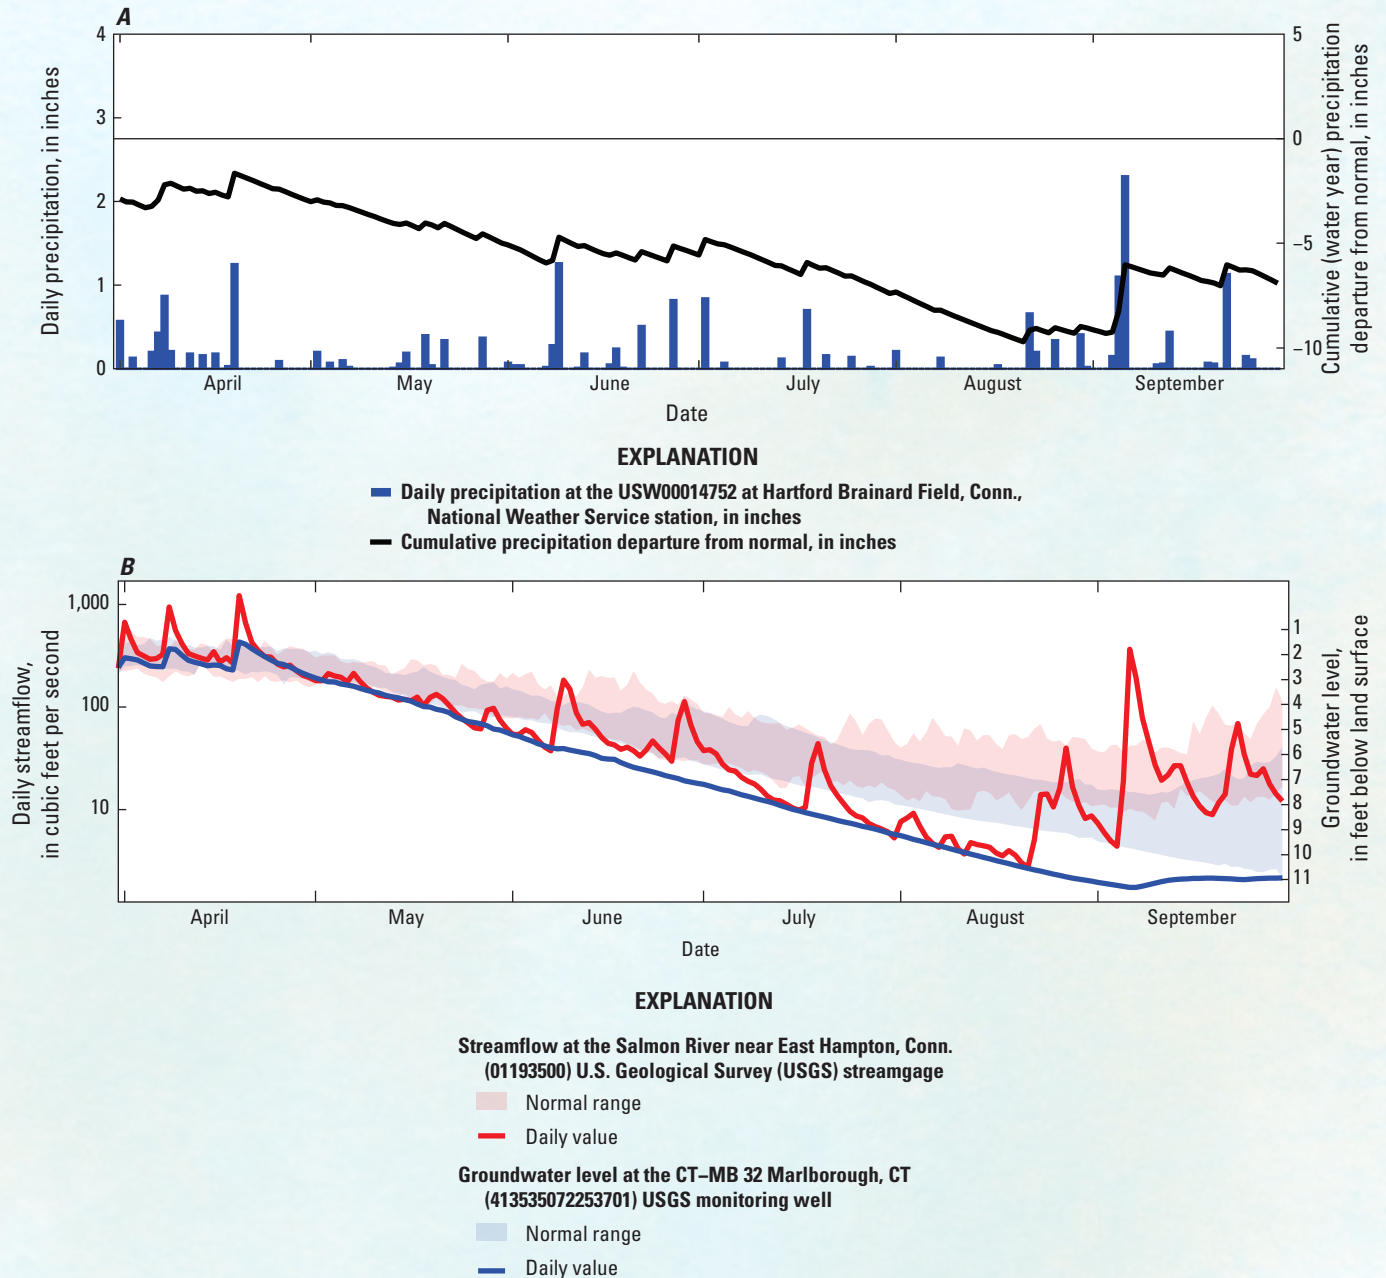 A
Daily precipitation, in inches
4
3
2
1
0
5
0
−5
−10
Cumulative (water year) precipitation
departure from normal, in inches
April May June July August September
Date
EXPLANATION
Daily precipitation at the USW00014752 at Hartford Brainard Field, Conn.,
National Weather Service station, in inches
Cumulative precipitation departure from normal, in inches
B
Daily streamflow,
in cubic feet per second
1,000
100
10
1
2
3
4
5
6
7
8
9
10
11
Groundwater level,
in feet below land surface
April May June July August September
Date
EXPLANATION
Streamflow at the Salmon River near East Hampton, Conn.
(01193500) U.S. Geological Survey (USGS) streamgage
Normal range
Daily value
Groundwater level at the CT–MB 32 Marlborough, CT
(413535072253701) USGS monitoring well
Normal range
Daily value